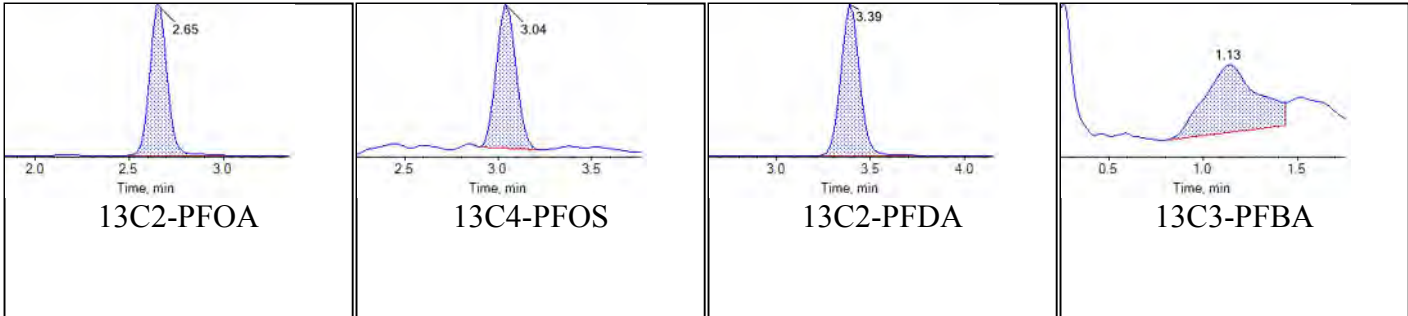 2.65
2.0 2.5 3.0
Time, min
13C2-PFOA
3.04
2.5 3.0 3.5
Time, min
13C4-PFOS
3.39
3.0 3.5 4.0
Time, min
13C2-PFDA
1.13
0.5 1.0 1.5
Time, min
13C3-PFBA